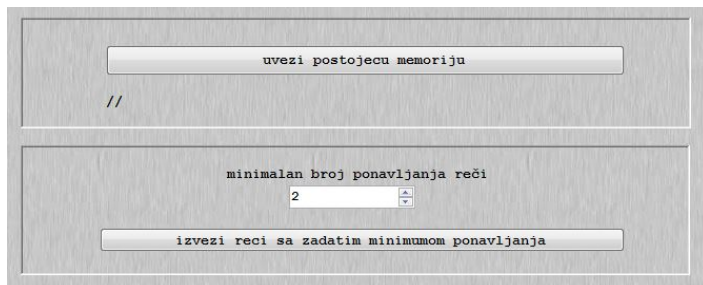 uvezi postojecu memoriju
//
minimalan broj ponavljanja reči
2
izvezi reci sa zadatim minimumom ponavljanja